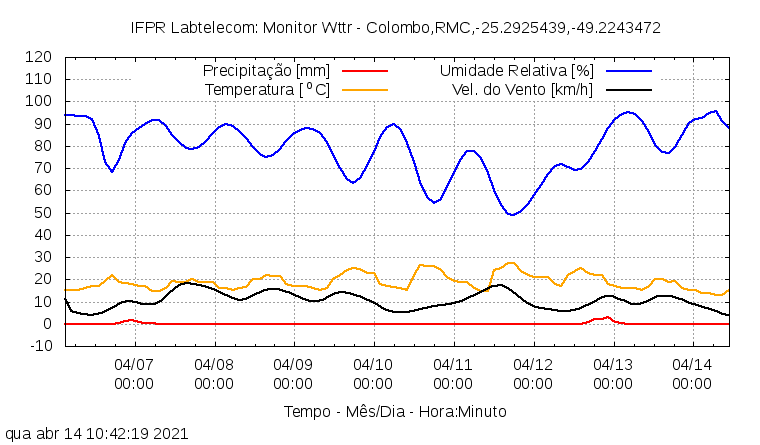 IFPR Labtelecom: Monitor Wttr - Colombo,RMC,-25.2925439,-49.2243472
120
110
100
90
80
70
60
50
40
30
20
10
0
-10
Precipitação [mm]
Temperatura [⁰C]
Umidade Relativa [%]
Vel. do Vento [km/h]
04/07 04/08 04/09 04/10 04/11 04/12 04/13 04/14
00:00 00:00 00:00 00:00 00:00 00:00 00:00 00:00
Tempo - Mês/Dia - Hora:Minuto
qua abr 14 10:42:19 2021